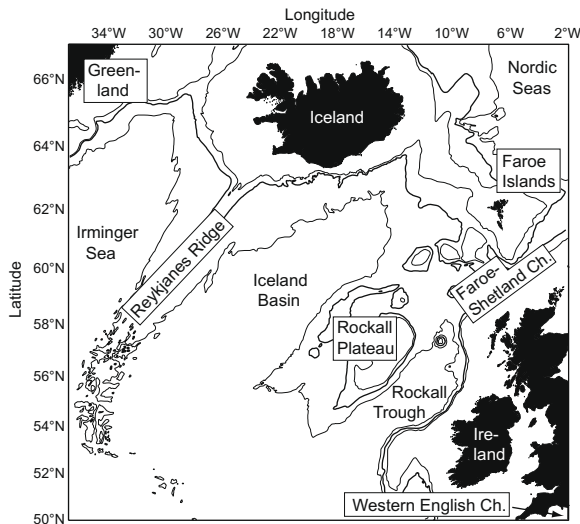 Longitude
34°W
30°W
26°W
22°W
18°W
14°W
10°W
6°W
2°W
Latitude
66°N
64°N
62°N
60°N
58°N
56°N
54°N
52°N
50°N
Green-
land
Iceland
Nordic
Seas
Faroe
Islands
Irminger
Sea
Reykjanes Ridge
Iceland
Basin
Faroe-
Shetland Ch.
Rockall
Plateau
Rockall
Trough
Ire-
land
Western English Ch.